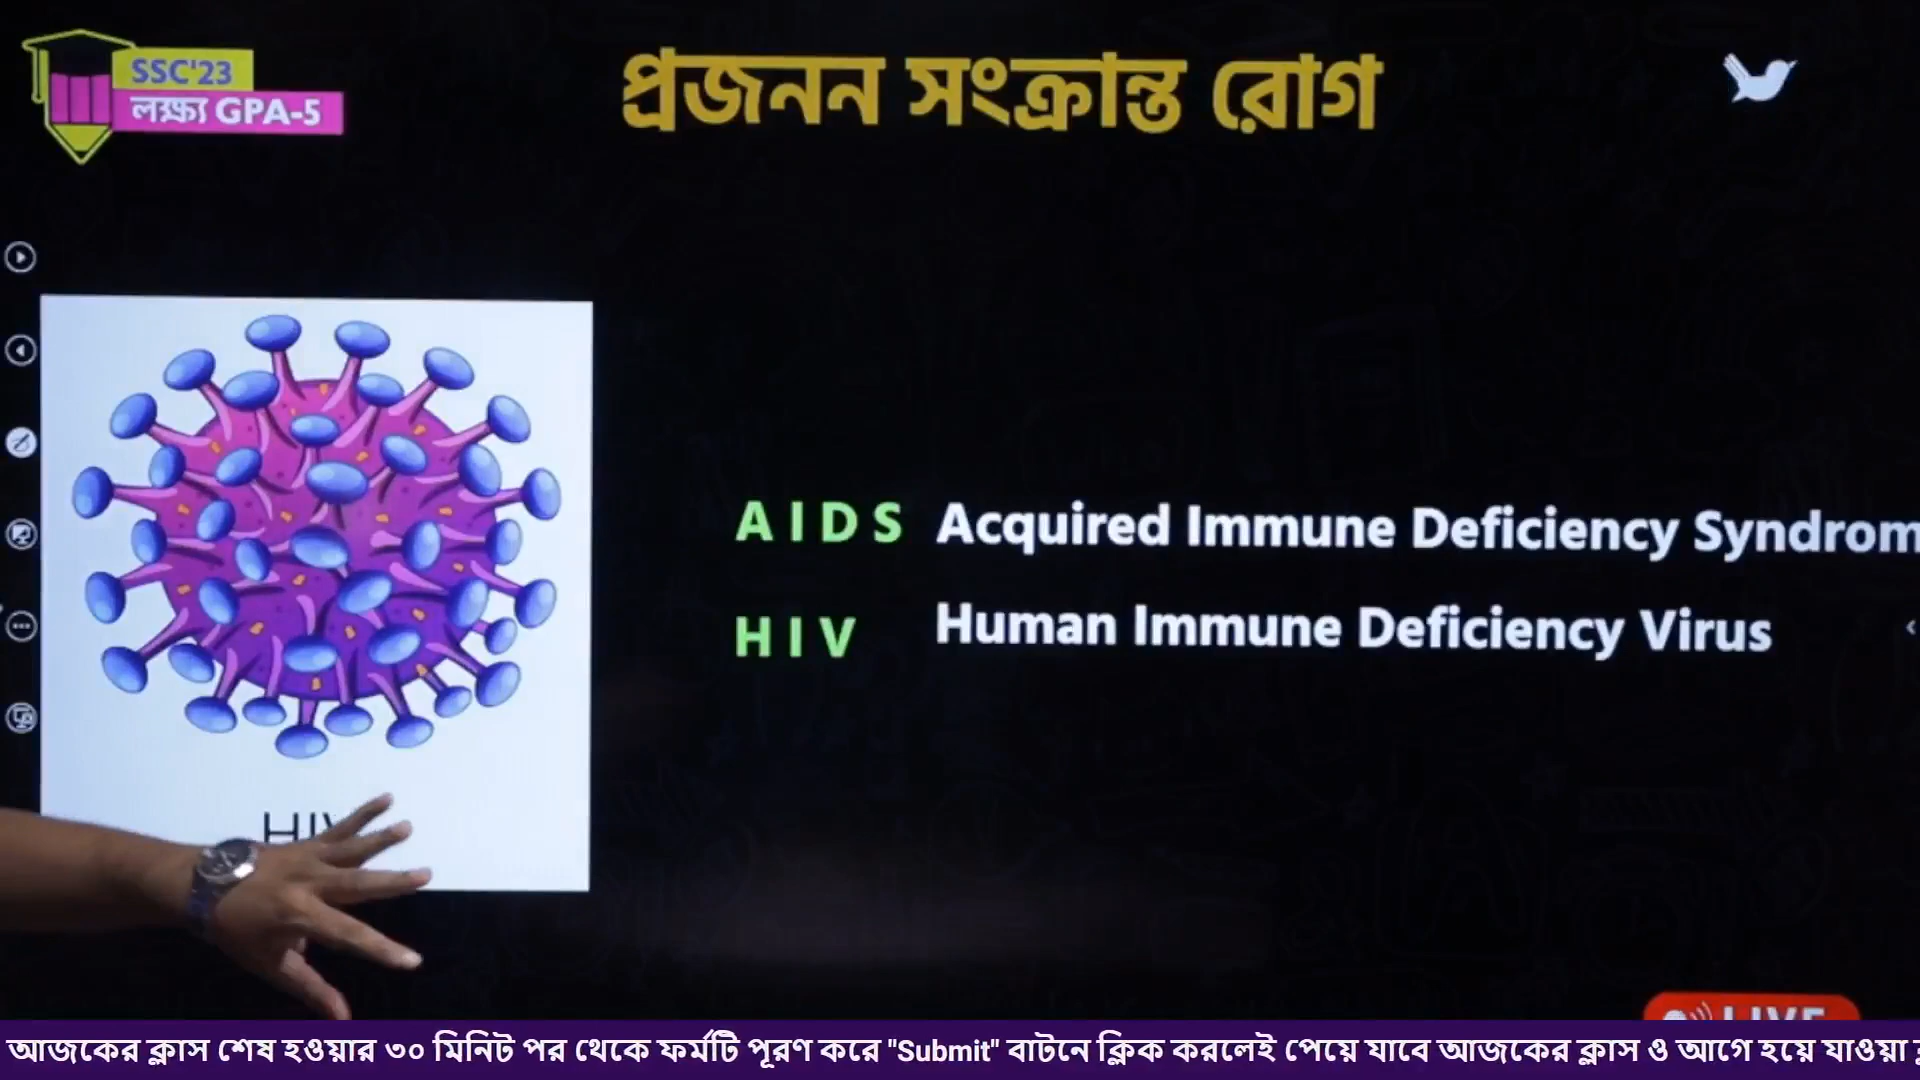 SSC'23
লক্ষ্য GPA-5
প্রজনন সংক্রান্ত রোগ
A I D S Acquired Immune Deficiency Syndrom
H I V Human Immune Deficiency Virus
HIV
LIVE
আজকের ক্লাস শেষ হওয়ার ৩০ মিনিট পর থেকে ফর্মটি পূরণ করে "Submit" বাটনে ক্লিক করলেই পেয়ে যাবে আজকের ক্লাস ও আগে হয়ে যাওয়া